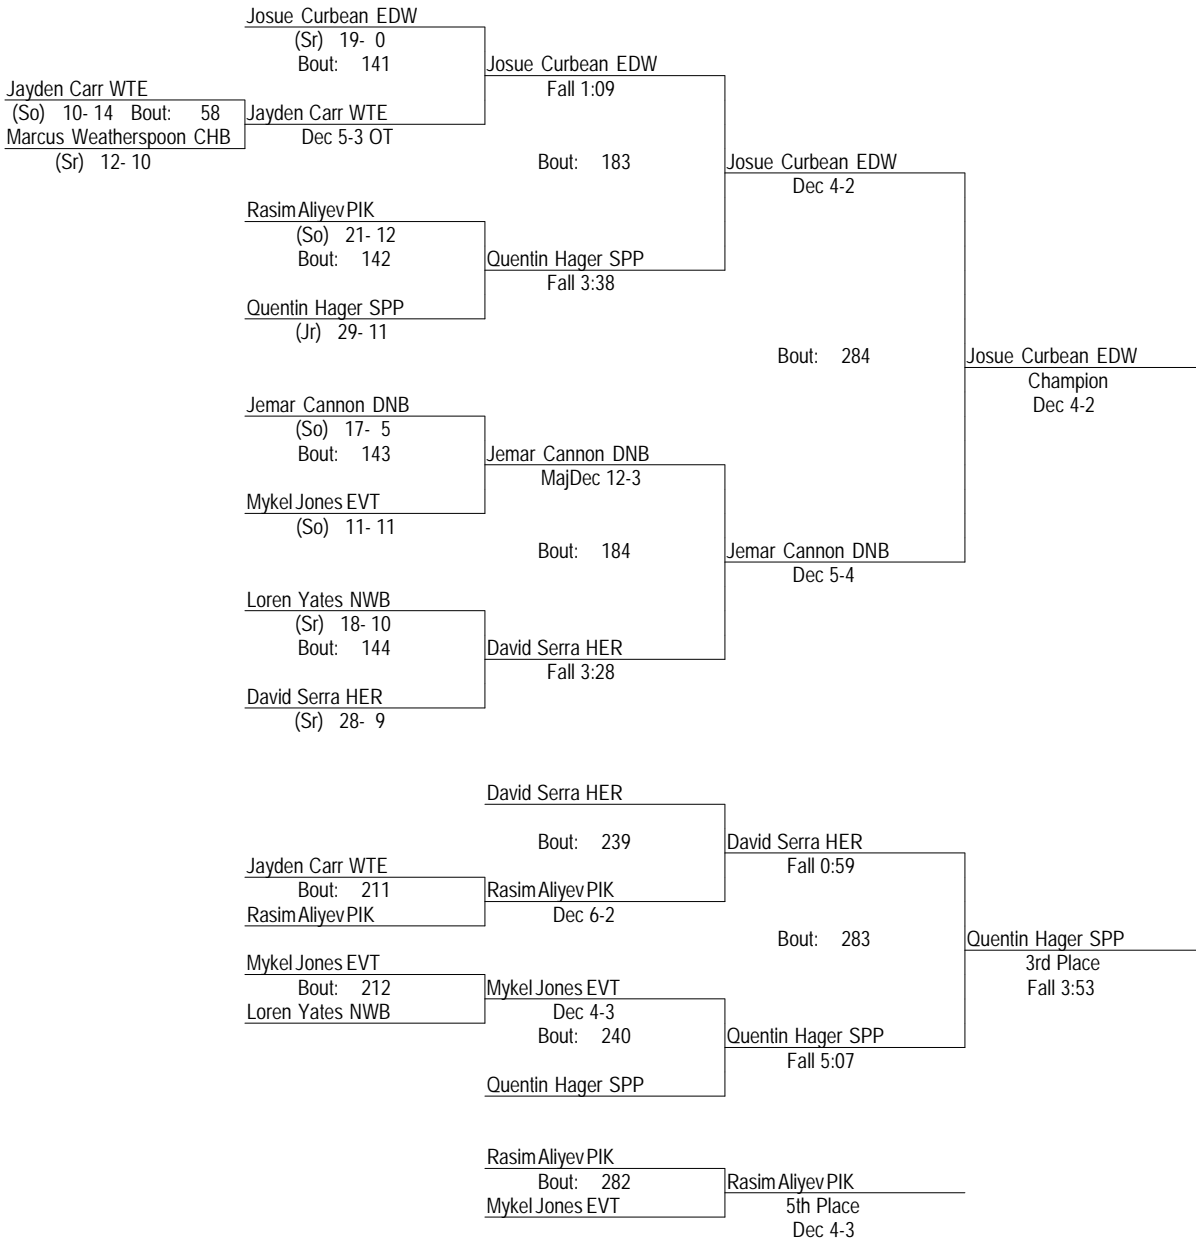 Josue Curbean EDW
(Sr) 19- 0
Bout: 141
Josue Curbean EDW
Fall 1:09
Jayden Carr WTE
(So) 10- 14 Bout: 58
Marcus Weatherspoon CHB
(Sr) 12- 10
Jayden Carr WTE
Dec 5-3 OT
Bout: 183
Josue Curbean EDW
Dec 4-2
Rasim Aliyev PIK
(So) 21- 12
Bout: 142
Quentin Hager SPP
Fall 3:38
Quentin Hager SPP
(Jr) 29- 11
Bout: 284
Josue Curbean EDW
Champion
Dec 4-2
Jemar Cannon DNB
(So) 17- 5
Bout: 143
Jemar Cannon DNB
MajDec 12-3
Mykel Jones EVT
(So) 11- 11
Bout: 184
Jemar Cannon DNB
Dec 5-4
Loren Yates NWB
(Sr) 18- 10
Bout: 144
David Serra HER
Fall 3:28
David Serra HER
(Sr) 28- 9
David Serra HER
Bout: 239
David Serra HER
Fall 0:59
Jayden Carr WTE
Bout: 211
Rasim Aliyev PIK
Rasim Aliyev PIK
Dec 6-2
Bout: 283
Quentin Hager SPP
3rd Place
Fall 3:53
Mykel Jones EVT
Bout: 212
Loren Yates NWB
Mykel Jones EVT
Dec 4-3
Bout: 240
Quentin Hager SPP
Fall 5:07
Quentin Hager SPP
Rasim Aliyev PIK
Bout: 282
Mykel Jones EVT
Rasim Aliyev PIK
5th Place
Dec 4-3